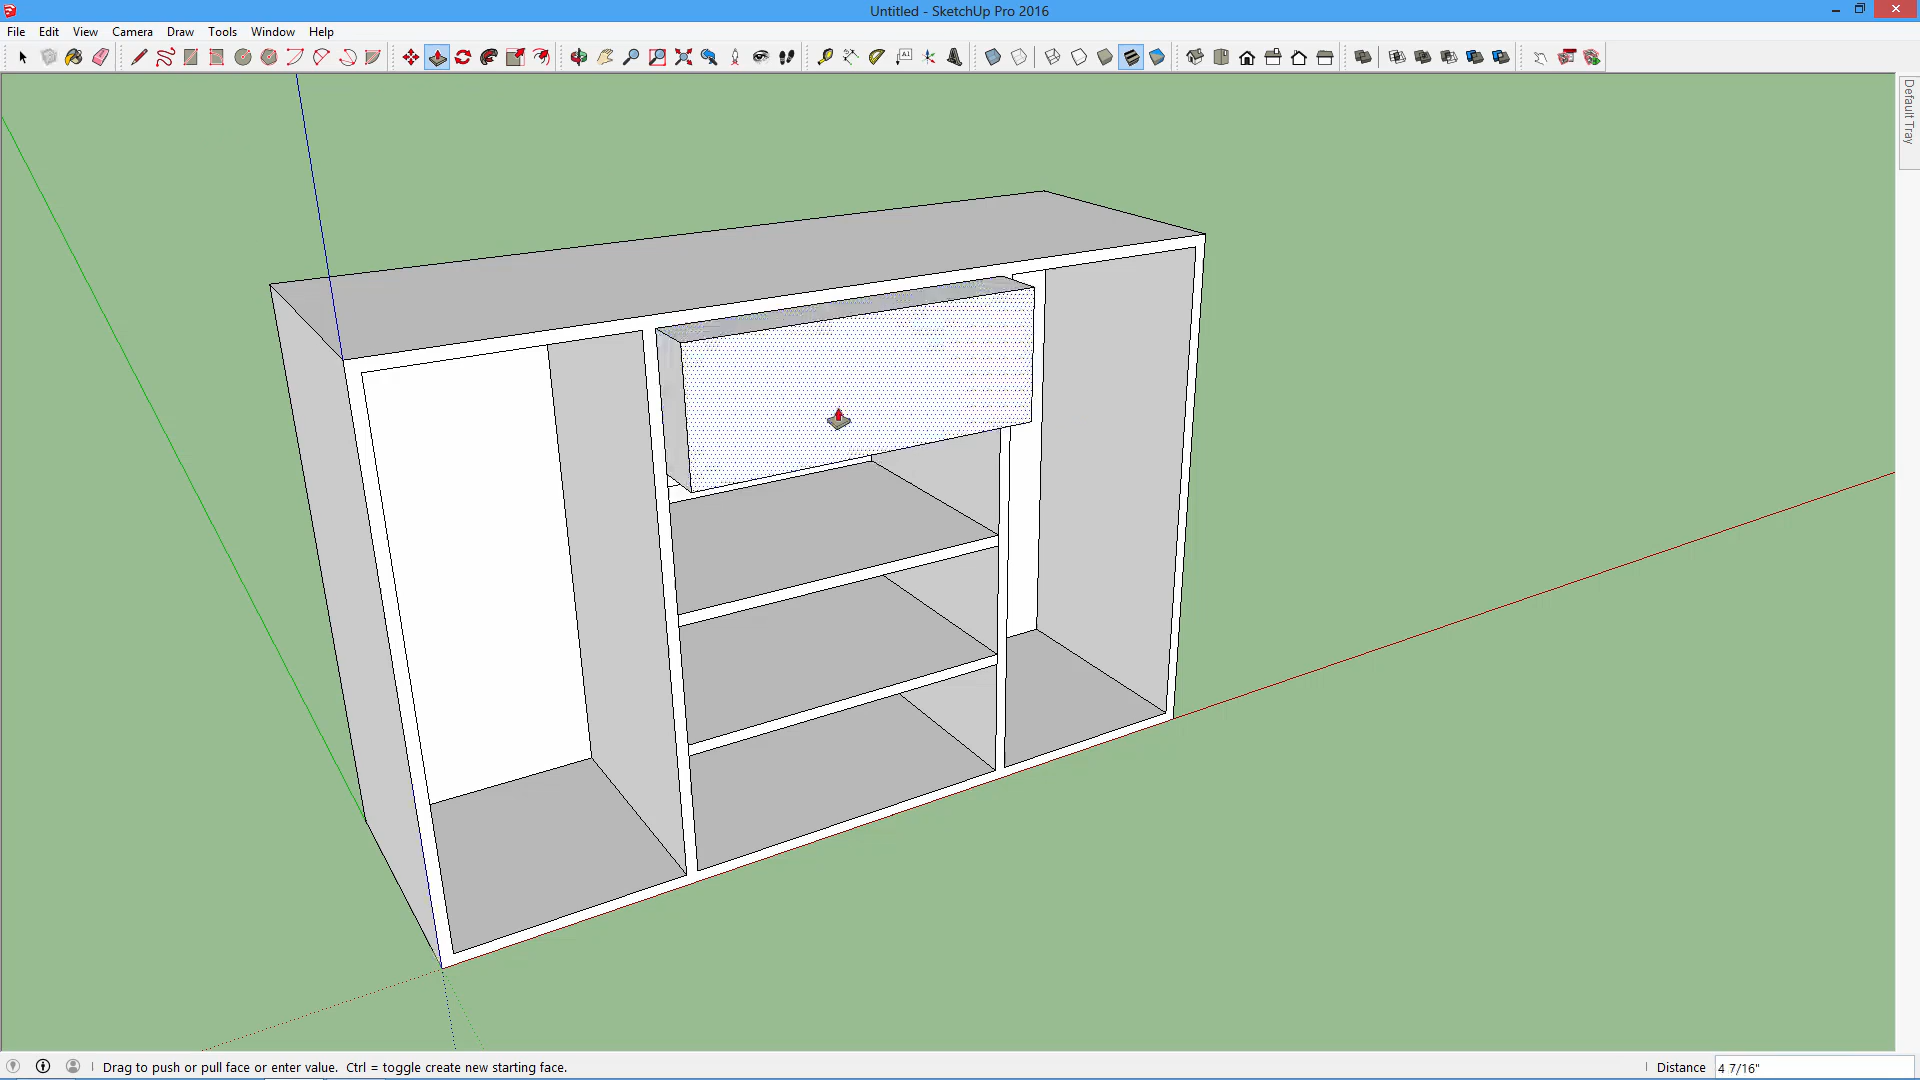 Untitled - SketchUp Pro 2016
File Edit View Camera Draw Tools Window Help
Default Tray
Drag to push or pull face or enter value. Ctrl = toggle create new starting face.
Distance 4 7/16"